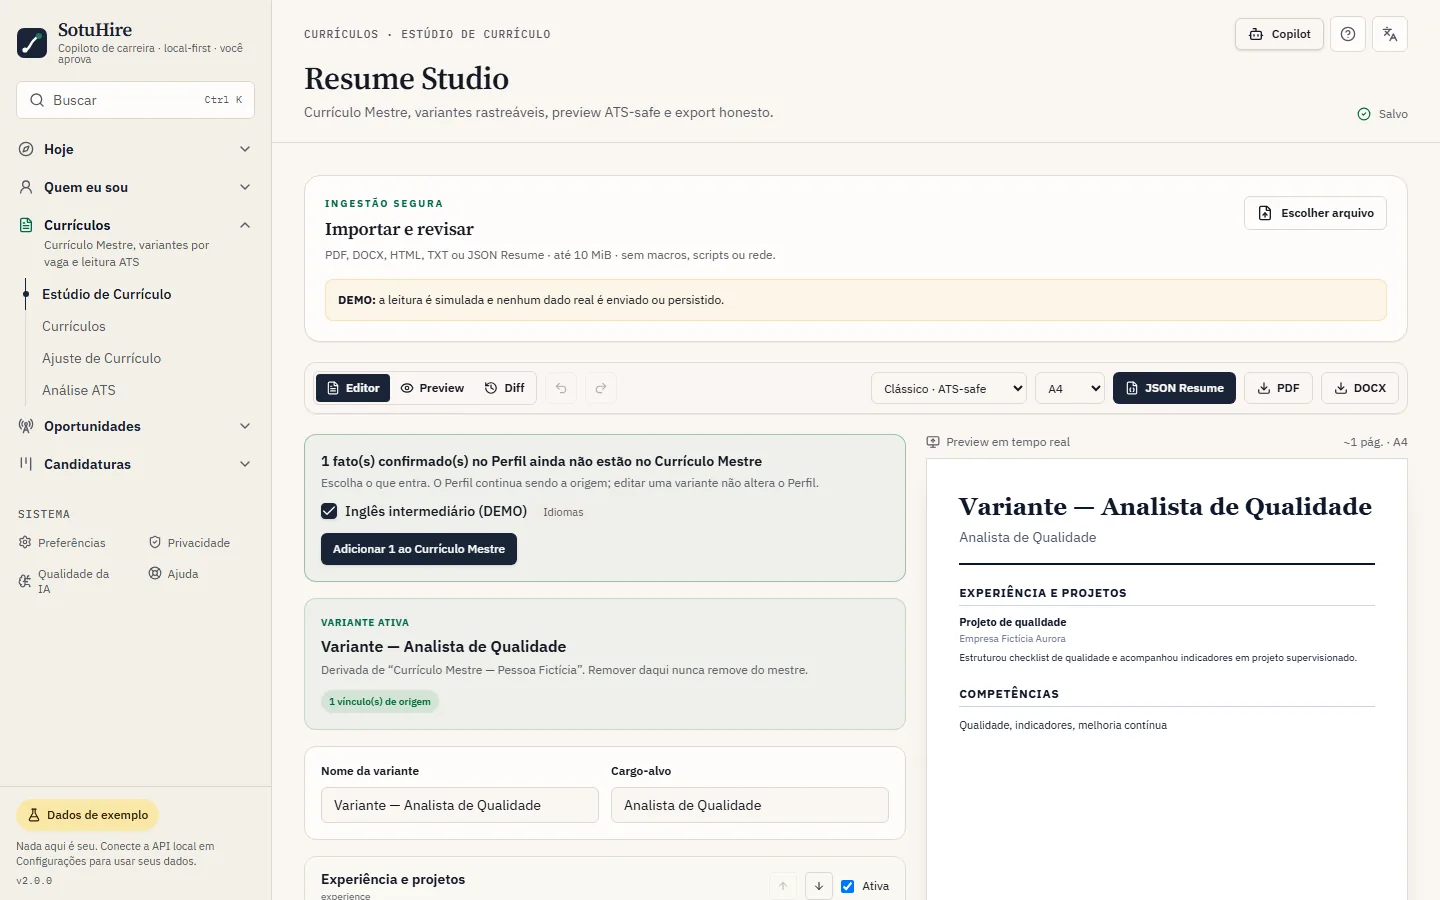 SotuHire
Copiloto de carreira · local-first · você
aprova
Buscar
Ctrl K
Hoje
Quem eu sou
Currículos
Currículo Mestre, variantes por
vaga e leitura ATS
Estúdio de Currículo
Currículos
Ajuste de Currículo
Análise ATS
Oportunidades
Candidaturas
SISTEMA
Preferências
Privacidade
Qualidade da
IA
Ajuda
Dados de exemplo
Nada aqui é seu. Conecte a API local em
Configurações para usar seus dados.
v2.0.0
CURRÍCULOS · ESTÚDIO DE CURRÍCULO
Copilot
Resume Studio
Currículo Mestre, variantes rastreáveis, preview ATS-safe e export honesto.
Salvo
INGESTÃO SEGURA
Importar e revisar
PDF, DOCX, HTML, TXT ou JSON Resume · até 10 MiB · sem macros, scripts ou rede.
Escolher arquivo
DEMO: a leitura é simulada e nenhum dado real é enviado ou persistido.
Editor
Preview
Diff
Clássico · ATS-safe
A4
JSON Resume
PDF
DOCX
1 fato(s) confirmado(s) no Perfil ainda não estão no Currículo Mestre
Escolha o que entra. O Perfil continua sendo a origem; editar uma variante não altera o Perfil.
Inglês intermediário (DEMO)
Idiomas
Adicionar 1 ao Currículo Mestre
VARIANTE ATIVA
Variante — Analista de Qualidade
Derivada de “Currículo Mestre — Pessoa Fictícia”. Remover daqui nunca remove do mestre.
1 vínculo(s) de origem
Nome da variante
Cargo-alvo
Variante — Analista de Qualidade
Analista de Qualidade
Experiência e projetos
experience
Ativa
Preview em tempo real
~1 pág. · A4
Variante — Analista de Qualidade
Analista de Qualidade
EXPERIÊNCIA E PROJETOS
Projeto de qualidade
Empresa Fictícia Aurora
Estruturou checklist de qualidade e acompanhou indicadores em projeto supervisionado.
COMPETÊNCIAS
Qualidade, indicadores, melhoria contínua